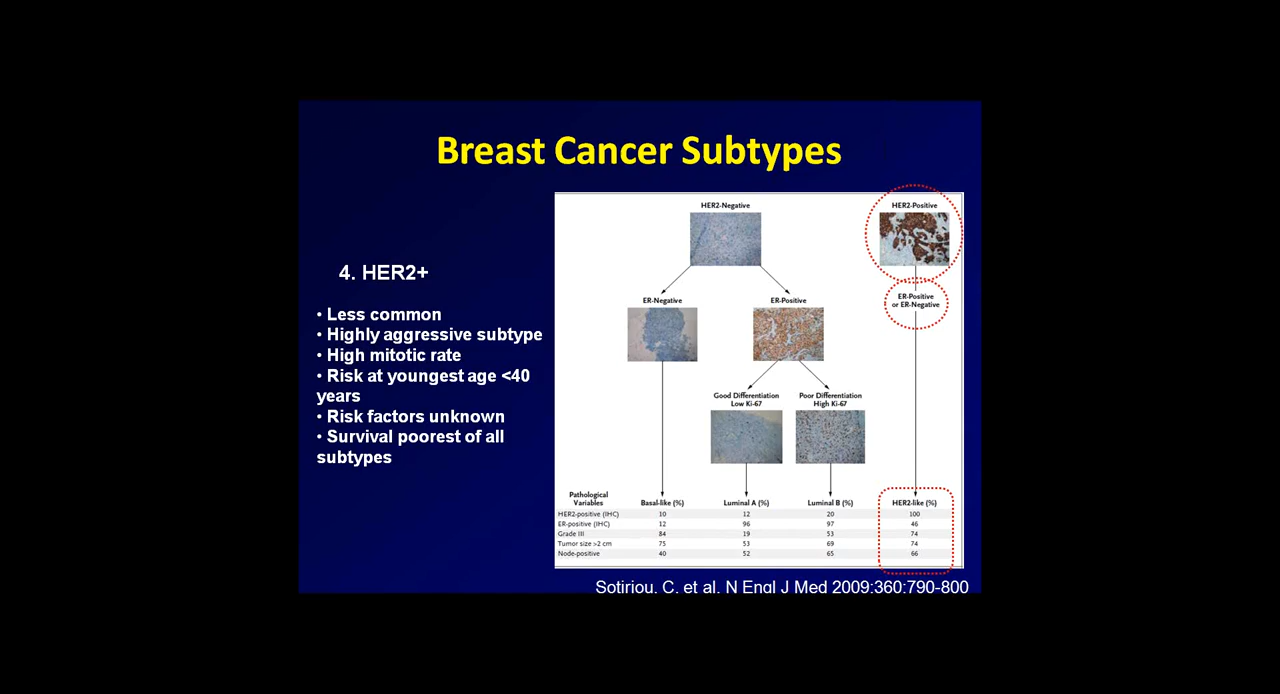 Breast Cancer Subtypes
4. HER2+
• Less common
• Highly aggressive subtype
• High mitotic rate
• Risk at youngest age <40
years
• Risk factors unknown
• Survival poorest of all
subtypes
HER2-Negative
HER2-Positive
ER-Negative
ER-Positive
ER-Positive
or ER-Negative
Good Differentiation
Low Ki-67
Poor Differentiation
High Ki-67
Pathological
Variables Basal-like (%) Luminal A (%) Luminal B (%) HER2-like (%)
HER2-positive (IHC) 10 12 20 100
ER-positive (IHC) 12 96 97 46
Grade III 84 19 53 74
Tumor size >2 cm 75 53 69 74
Node-positive 40 52 65 66
Sotiriou, C. et al. N Engl J Med 2009;360:790-800